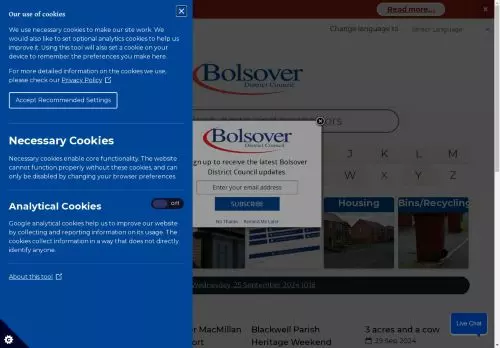 Our use of cookies
We use necessary cookies to make our site work. We
would also like to set optional analytics cookies to help
us improve it. Using this tool will also set a cookie on
your device to remember the preferences you make here.
For more detailed information on the cookies we use,
please check our Privacy Policy
Accept Recommended Settings
Necessary Cookies
Necessary cookies enable core functionality. The website
cannot function properly without these cookies, and can
only be disabled by changing your browser preferences.
Analytical Cookies
Off
Google analytics cookies help us to improve our website
by collecting and reporting information on its usage. The
cookies collect information in a way that does not directly
identify anyone.
About this tool
Read more...
Change language to
Select Language
Bolsover
District Council
J K L M
W X Y Z
Bolsover
District Council
Sign up to receive the latest Bolsover
District Council updates
Enter your email address
SUBSCRIBE
No Thanks Remind Me Later
Housing
Bins/Recycling
Wednesday, 25 September 2024
MacMillan
Blackwell Parish
Heritage Weekend
3 acres and a cow
29 Sep, 2024
Live Chat